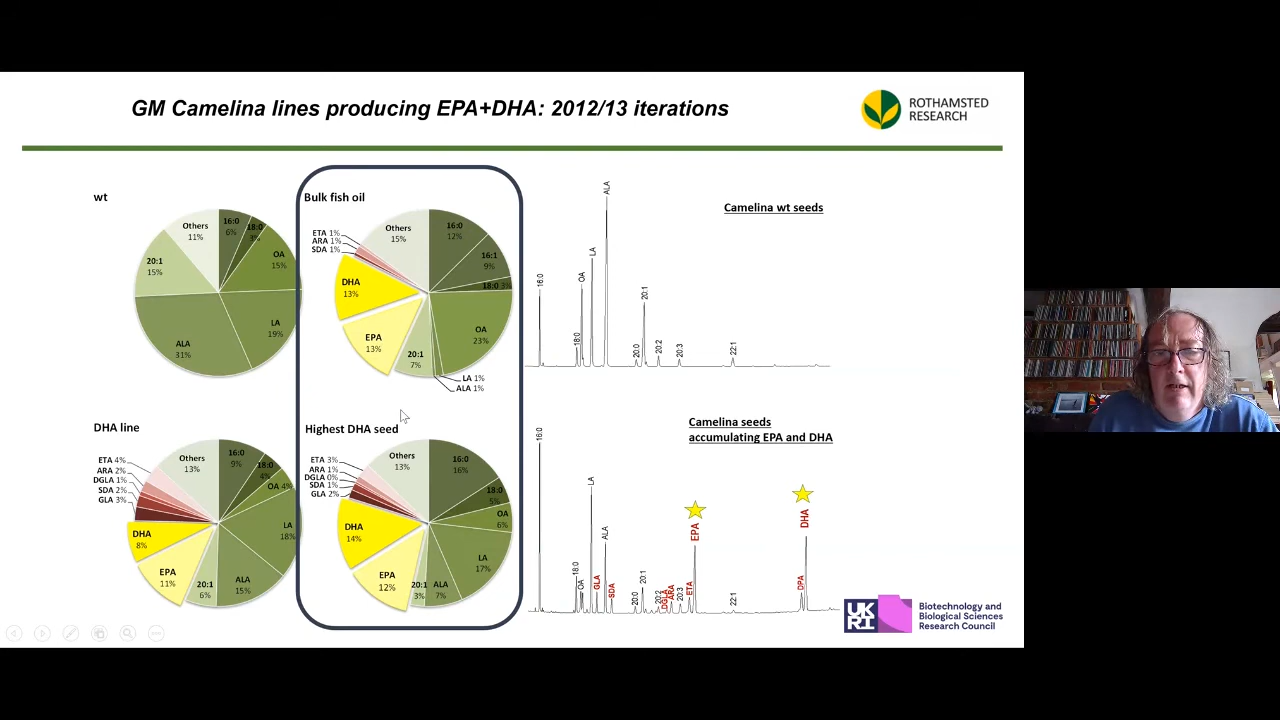 GM Camelina lines producing EPA+DHA: 2012/13 iterations
ROTHAMSTED
RESEARCH
wt
Others
11%
16:0
6%
18:0
3%
OA
15%
LA
19%
ALA
31%
20:1
15%
Bulk fish oil
ETA 1%
ARA 1%
SDA 1%
Others
15%
16:0
12%
16:1
9%
18:0 3%
OA
23%
LA 1%
ALA 1%
20:1
7%
EPA
13%
DHA
13%
Camelina wt seeds
16:0
18:0
OA
LA
ALA
20:0
20:1
20:2
20:3
22:1
DHA line
ETA 4%
ARA 2%
DGLA 1%
SDA 2%
GLA 3%
Others
13%
16:0
9%
18:0
4%
OA 4%
LA
18%
ALA
15%
20:1
6%
EPA
11%
DHA
8%
Highest DHA seed
ETA 3%
ARA 1%
DGLA 0%
SDA 1%
GLA 2%
Others
13%
16:0
16%
18:0
5%
OA
6%
LA
17%
ALA
7%
20:1
3%
EPA
12%
DHA
14%
Camelina seeds
accumulating EPA and DHA
16:0
18:0
OA
LA
GLA
ALA
SDA
20:0
20:1
20:2
DGLA
ARA
20:3
ETA
EPA
22:1
DPA
DHA
UK
RI
Biotechnology and
Biological Sciences
Research Council